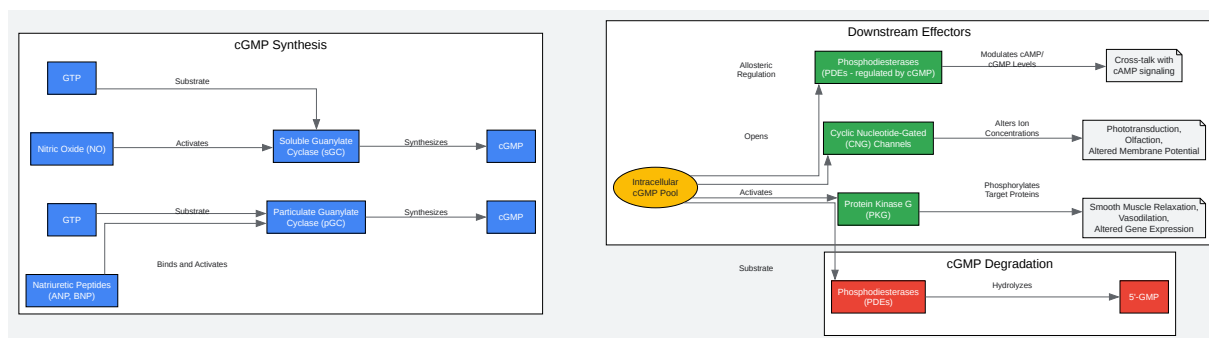 cGMP Synthesis
GTP
Substrate
Nitric Oxide (NO)
Activates
Soluble Guanylate
Cyclase (sGC)
Synthesizes
cGMP
GTP
Substrate
Particulate Guanylate
Cyclase (pGC)
Synthesizes
cGMP
Binds and Activates
Natriuretic Peptides
(ANP, BNP)
Downstream Effectors
Allosteric
Regulation
Phosphodiesterases
(PDEs - regulated by cGMP)
Modulates cAMP/
cGMP Levels
Cross-talk with
cAMP signaling
Opens
Cyclic Nucleotide-Gated
(CNG) Channels
Alters Ion
Concentrations
Phototransduction,
Olfaction,
Altered Membrane Potential
Intracellular
cGMP Pool
Activates
Protein Kinase G
(PKG)
Phosphorylates
Target Proteins
Smooth Muscle Relaxation,
Vasodilation,
Altered Gene Expression
cGMP Degradation
Substrate
Phosphodiesterases
(PDEs)
Hydrolyzes
5'-GMP